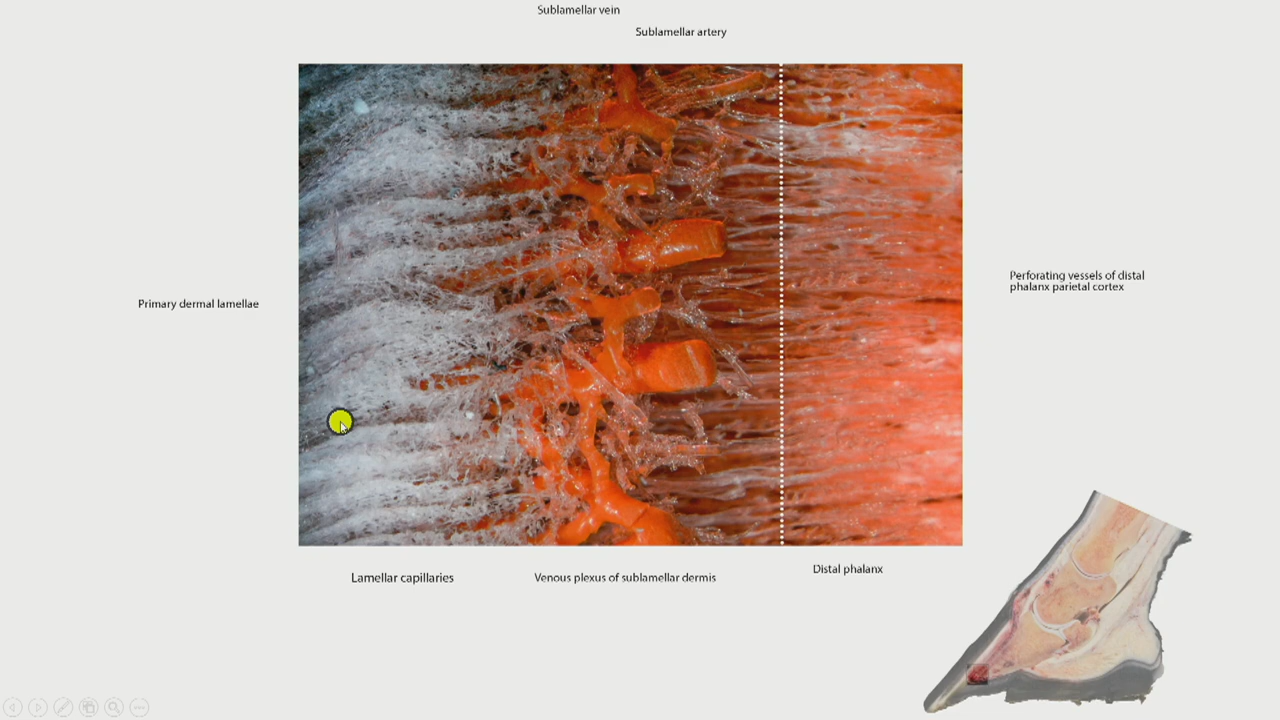 Sublamellar vein
Sublamellar artery
Perforating vessels of distal
phalanx parietal cortex
Primary dermal lamellae
Distal phalanx
Lamellar capillaries
Venous plexus of sublamellar dermis